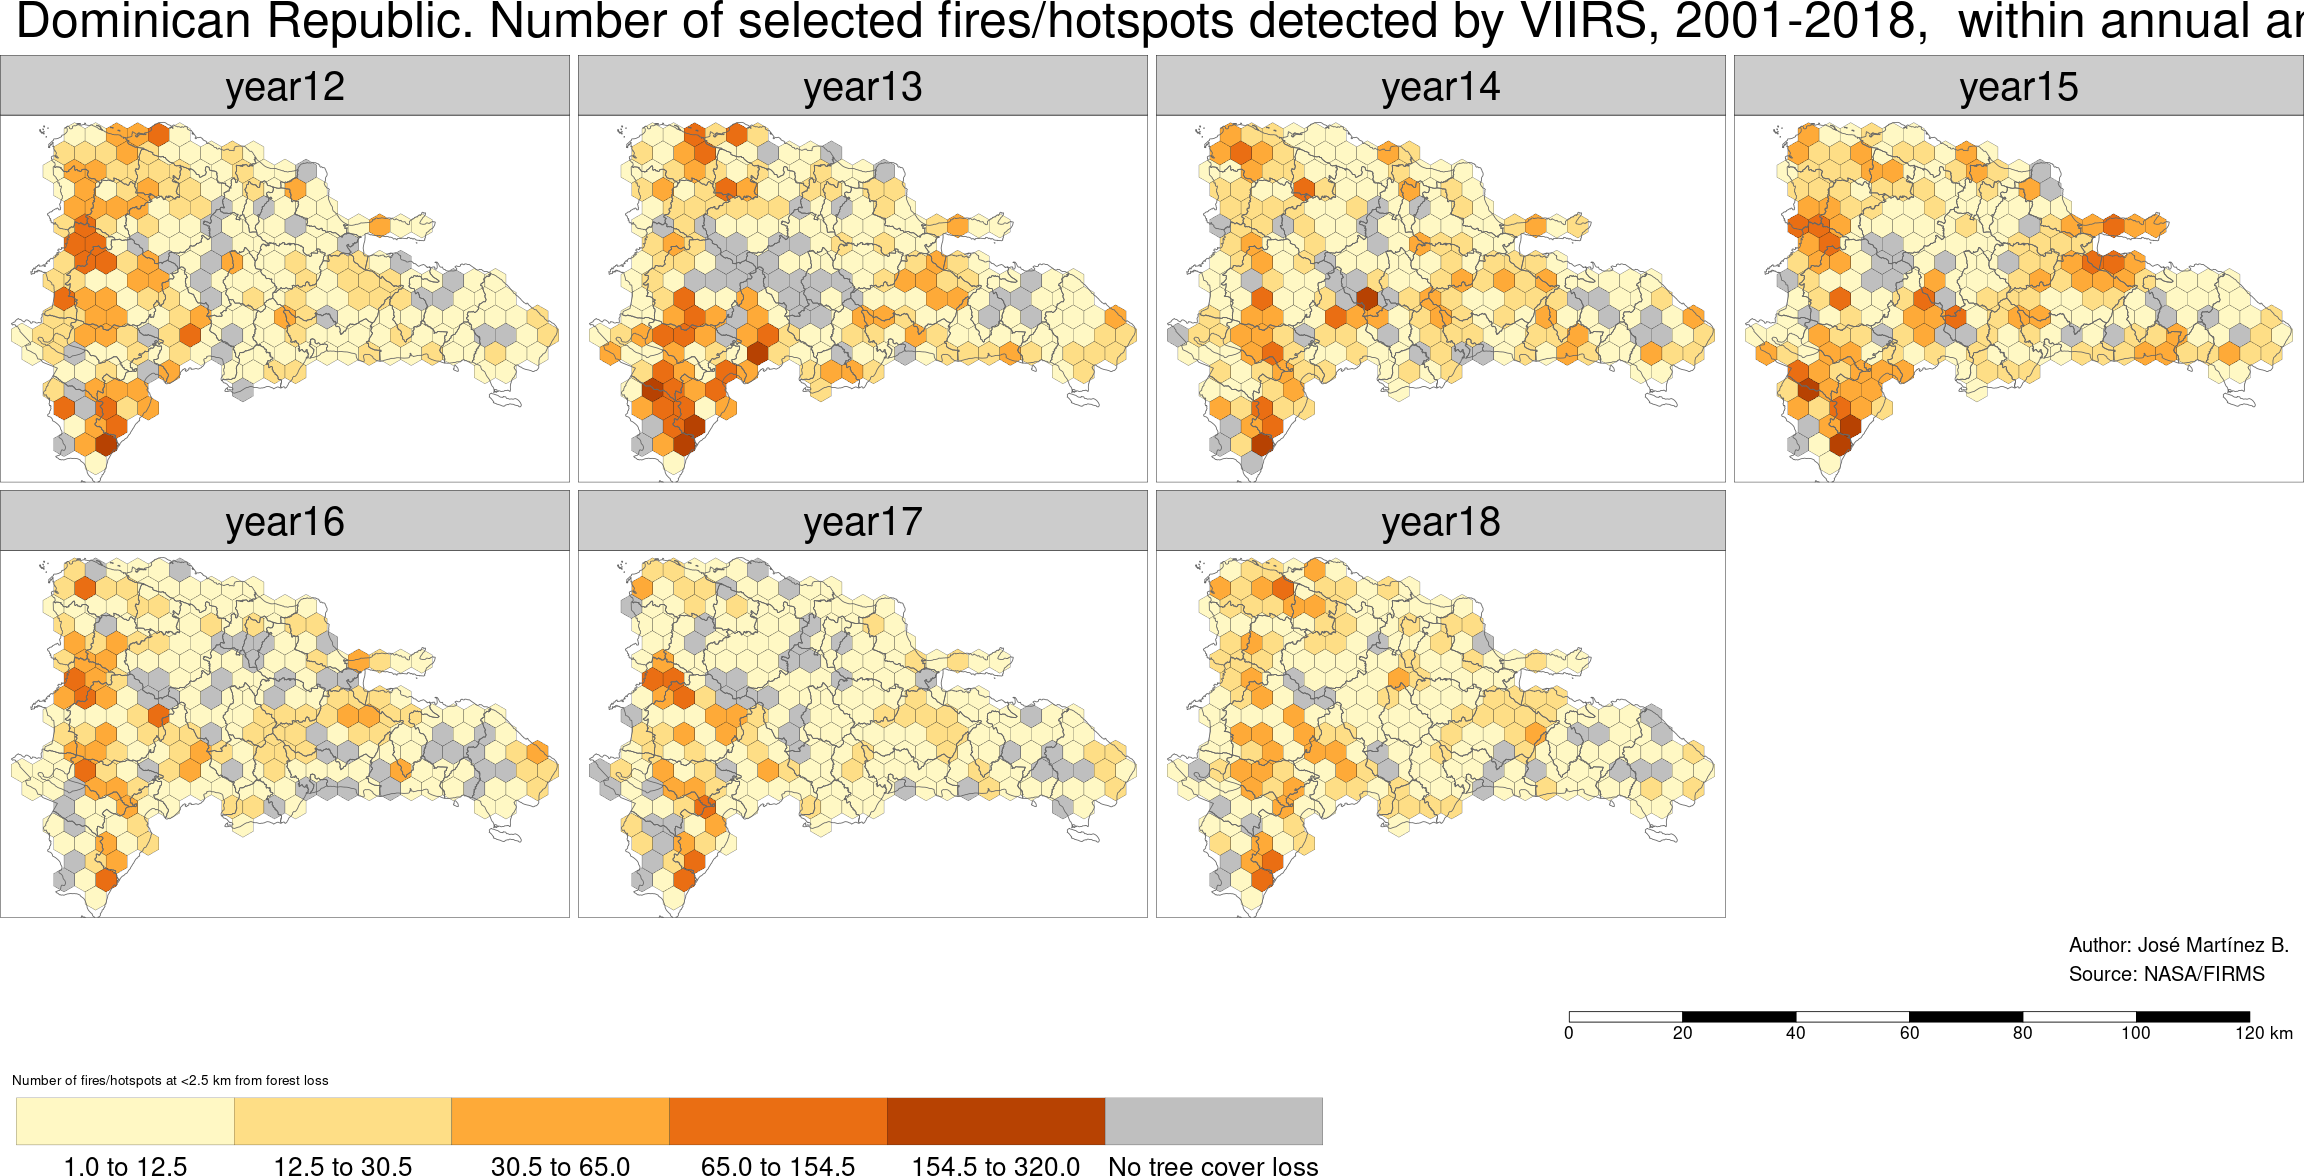 Dominican Republic. Number of selected fires/hotspots detected by VIIRS, 2001-2018,  within annual
year12
year13
year14
year15
year16
year17
year18
Author: José Martínez B.
Source: NASA/FIRMS
0 20 40 60 80 100 120 km
Number of fires/hotspots at <2.5 km from forest loss
1.0 to 12.5
12.5 to 30.5
30.5 to 65.0
65.0 to 154.5
154.5 to 320.0
No tree cover loss